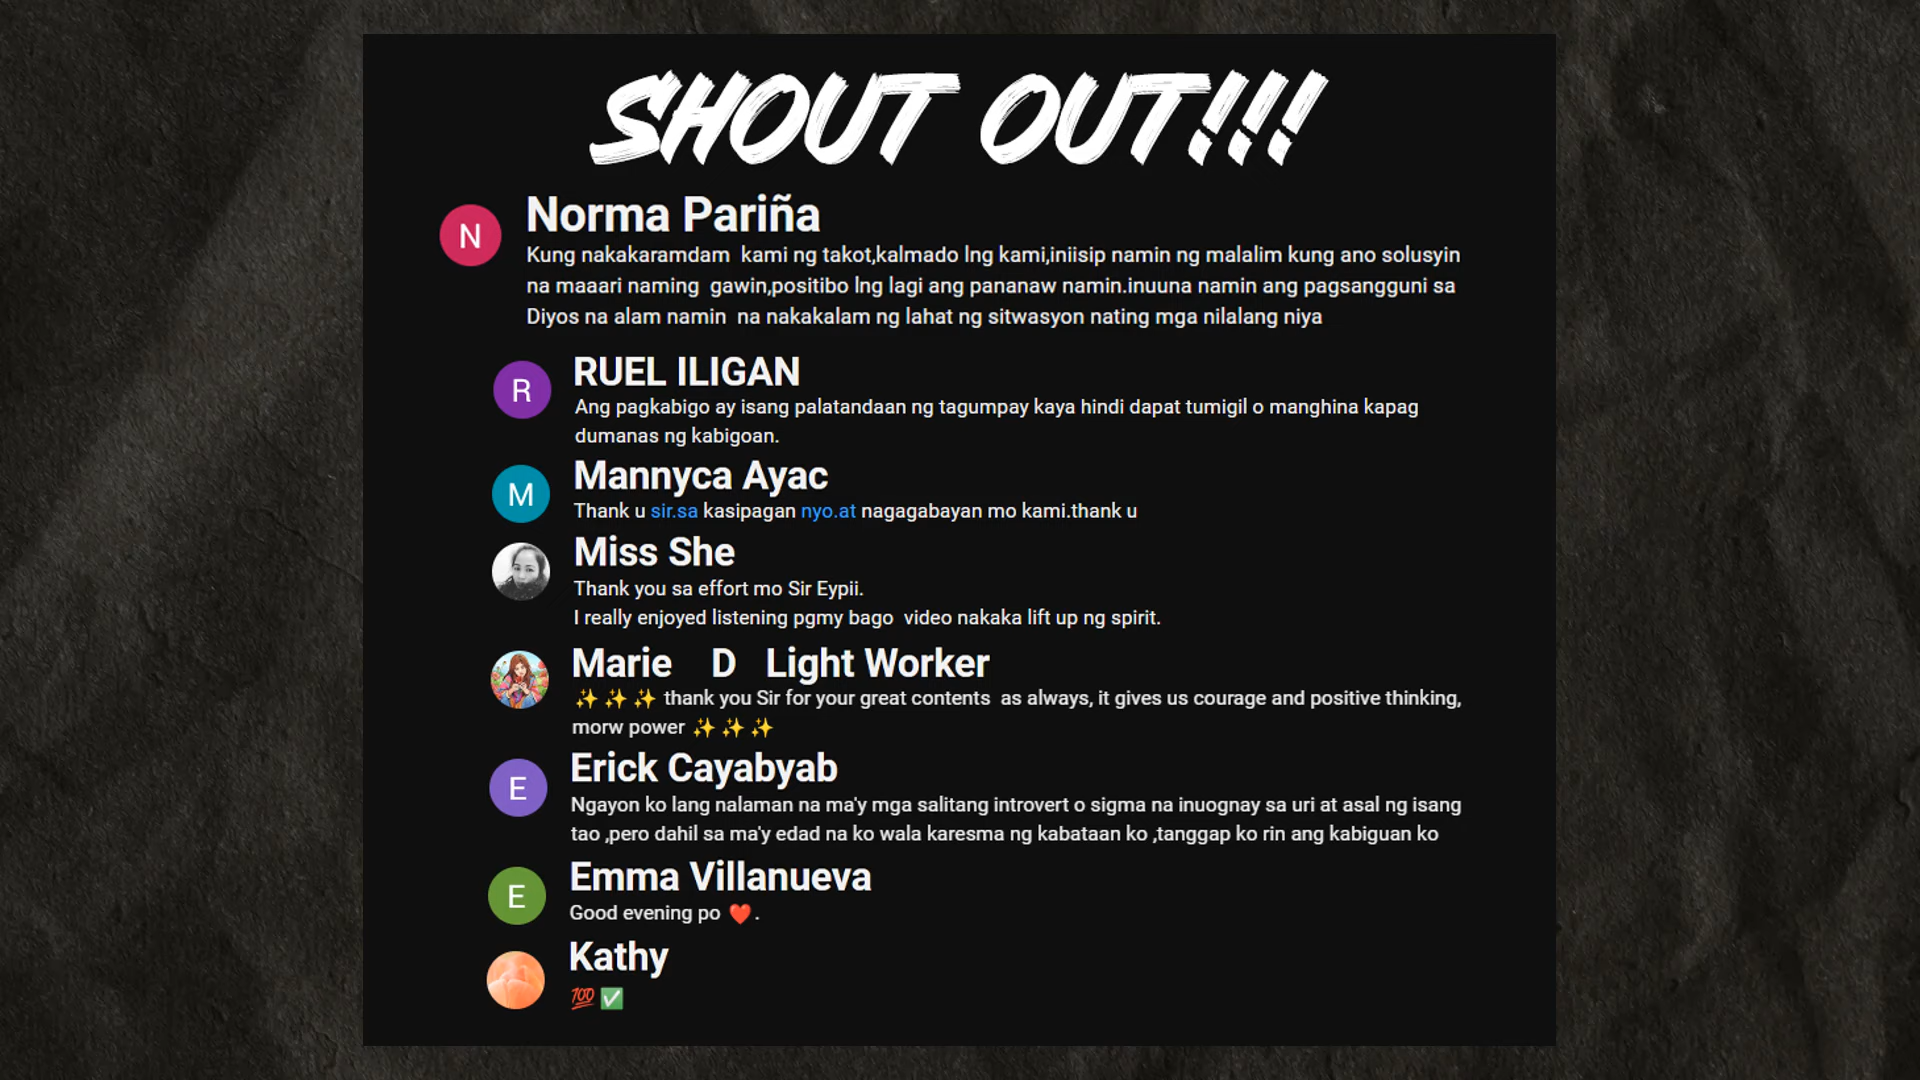 SHOUT OUT!!!
N
Norma Pariña
Kung nakakaramdam kami ng takot,kalmado lng kami,iniisip namin ng malalim kung ano solusyin
na maaari naming gawin,positibo lng lagi ang pananaw namin.inuuna namin ang pagsangguni sa
Diyos na alam namin na nakakalam ng lahat ng sitwasyon nating mga nilalang niya
R
RUEL ILIGAN
Ang pagkabigo ay isang palatandaan ng tagumpay kaya hindi dapat tumigil o manghina kapag
dumanas ng kabigoan.
M
Mannyca Ayac
Thank u sir.sa kasipagan nyo.at nagagabayan mo kami.thank u
Miss She
Thank you sa effort mo Sir Eypii.
I really enjoyed listening pgmy bago video nakaka lift up ng spirit.
Marie D Light Worker
✨✨✨ thank you Sir for your great contents as always, it gives us courage and positive thinking,
morw power ✨✨✨
E
Erick Cayabyab
Ngayon ko lang nalaman na ma'y mga salitang introvert o sigma na inuognay sa uri at asal ng isang
tao ,pero dahil sa ma'y edad na ko wala karesma ng kabataan ko ,tanggap ko rin ang kabiguan ko
E
Emma Villanueva
Good evening po ❤️.
Kathy
💯✅